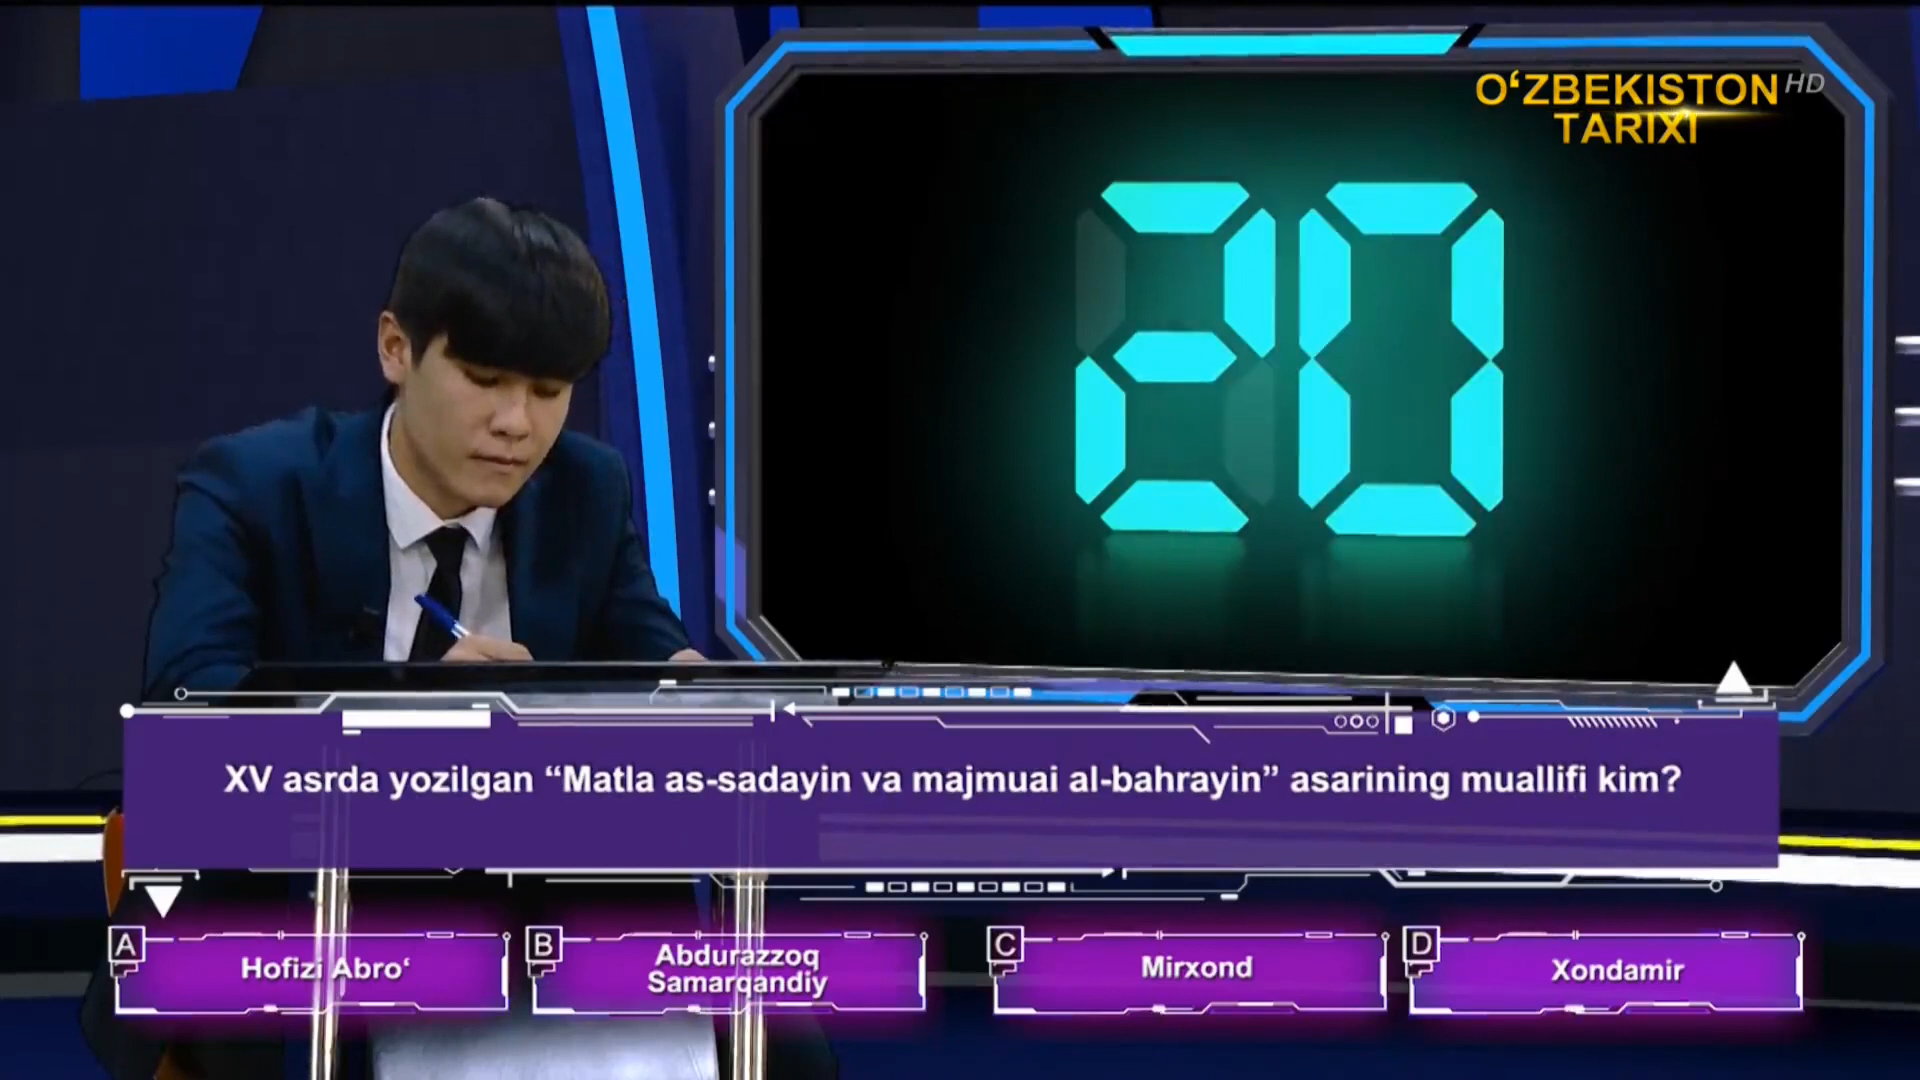 O‘ZBEKISTON HD
TARIXI
20
XV asrda yozilgan “Matla as-sadayin va majmuai al-bahrayin” asarining muallifi kim?
A Hofizi Abro‘
B Abdurazzoq
Samarqandiy
C Mirxond
D Xondamir